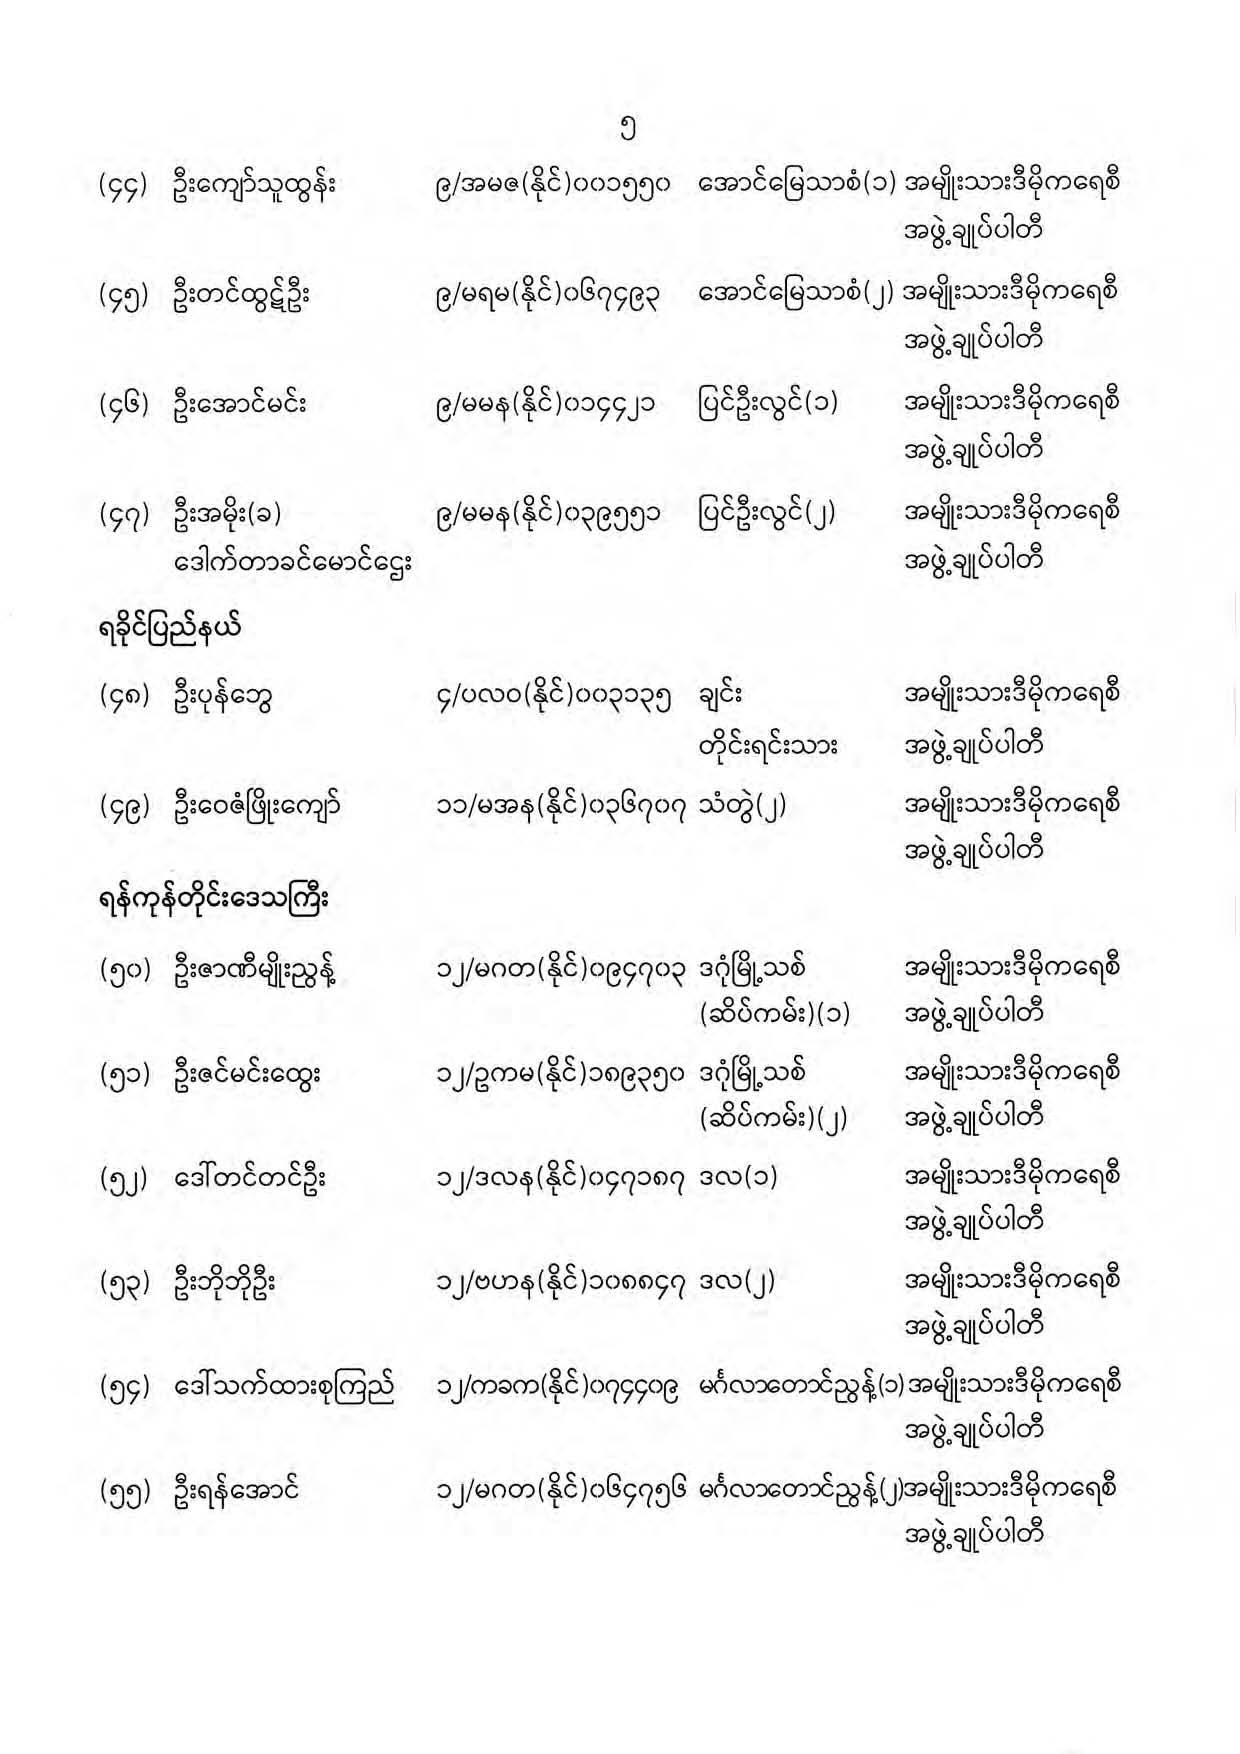 ၅
(၄၄) ဦးကျော်သူထွန်း ၉/အမဇ(နိုင်)၀၀၁၅၅၀ အောင်မြေသာစံ(၁) အမျိုးသားဒီမိုကရေစီ
အဖွဲ့ချုပ်ပါတီ
(၄၅) ဦးတင်ထွဋ်ဦး ၉/မရမ(နိုင်)၀၆၇၄၉၃ အောင်မြေသာစံ(၂) အမျိုးသားဒီမိုကရေစီ
အဖွဲ့ချုပ်ပါတီ
(၄၆) ဦးအောင်မင်း ၉/မမန(နိုင်)၀၁၄၄၂၁ ပြင်ဦးလွင်(၁) အမျိုးသားဒီမိုကရေစီ
အဖွဲ့ချုပ်ပါတီ
(၄၇) ဦးအမိုး(ခ) ၉/မမန(နိုင်)၀၃၉၅၅၁ ပြင်ဦးလွင်(၂) အမျိုးသားဒီမိုကရေစီ
ဒေါက်တာခင်မောင်ဌေး အဖွဲ့ချုပ်ပါတီ
ရခိုင်ပြည်နယ်
(၄၈) ဦးပုန်ဘွေ ၄/ပလဝ(နိုင်)၀၀၃၁၃၅ ချင်း အမျိုးသားဒီမိုကရေစီ
တိုင်းရင်းသား အဖွဲ့ချုပ်ပါတီ
(၄၉) ဦးဝေဇံဖြိုးကျော် ၁၁/မအန(နိုင်)၀၃၆၇၀၇ သံတွဲ(၂) အမျိုးသားဒီမိုကရေစီ
အဖွဲ့ချုပ်ပါတီ
ရန်ကုန်တိုင်းဒေသကြီး
(၅၀) ဦးဇာဏီမျိုးညွန့် ၁၂/မဂတ(နိုင်)၀၉၄၇၀၃ ဒဂုံမြို့သစ် အမျိုးသားဒီမိုကရေစီ
(ဆိပ်ကမ်း)(၁) အဖွဲ့ချုပ်ပါတီ
(၅၁) ဦးဇင်မင်းထွေး ၁၂/ဥကမ(နိုင်)၁၈၉၃၅၀ ဒဂုံမြို့သစ် အမျိုးသားဒီမိုကရေစီ
(ဆိပ်ကမ်း)(၂) အဖွဲ့ချုပ်ပါတီ
(၅၂) ဒေါ်တင်တင်ဦး ၁၂/ဒလန(နိုင်)၀၄၇၁၈၇ ဒလ(၁) အမျိုးသားဒီမိုကရေစီ
အဖွဲ့ချုပ်ပါတီ
(၅၃) ဦးဘိုဘိုဦး ၁၂/ဗဟန(နိုင်)၁၀၈၈၄၇ ဒလ(၂) အမျိုးသားဒီမိုကရေစီ
အဖွဲ့ချုပ်ပါတီ
(၅၄) ဒေါ်သက်ထားစုကြည် ၁၂/ကခက(နိုင်)၀၇၄၄၀၉ မင်္ဂလာတောင်ညွန့်(၁) အမျိုးသားဒီမိုကရေစီ
အဖွဲ့ချုပ်ပါတီ
(၅၅) ဦးရန်အောင် ၁၂/မဂတ(နိုင်)၀၆၄၇၅၆ မင်္ဂလာတောင်ညွန့်(၂)အမျိုးသားဒီမိုကရေစီ
အဖွဲ့ချုပ်ပါတီ